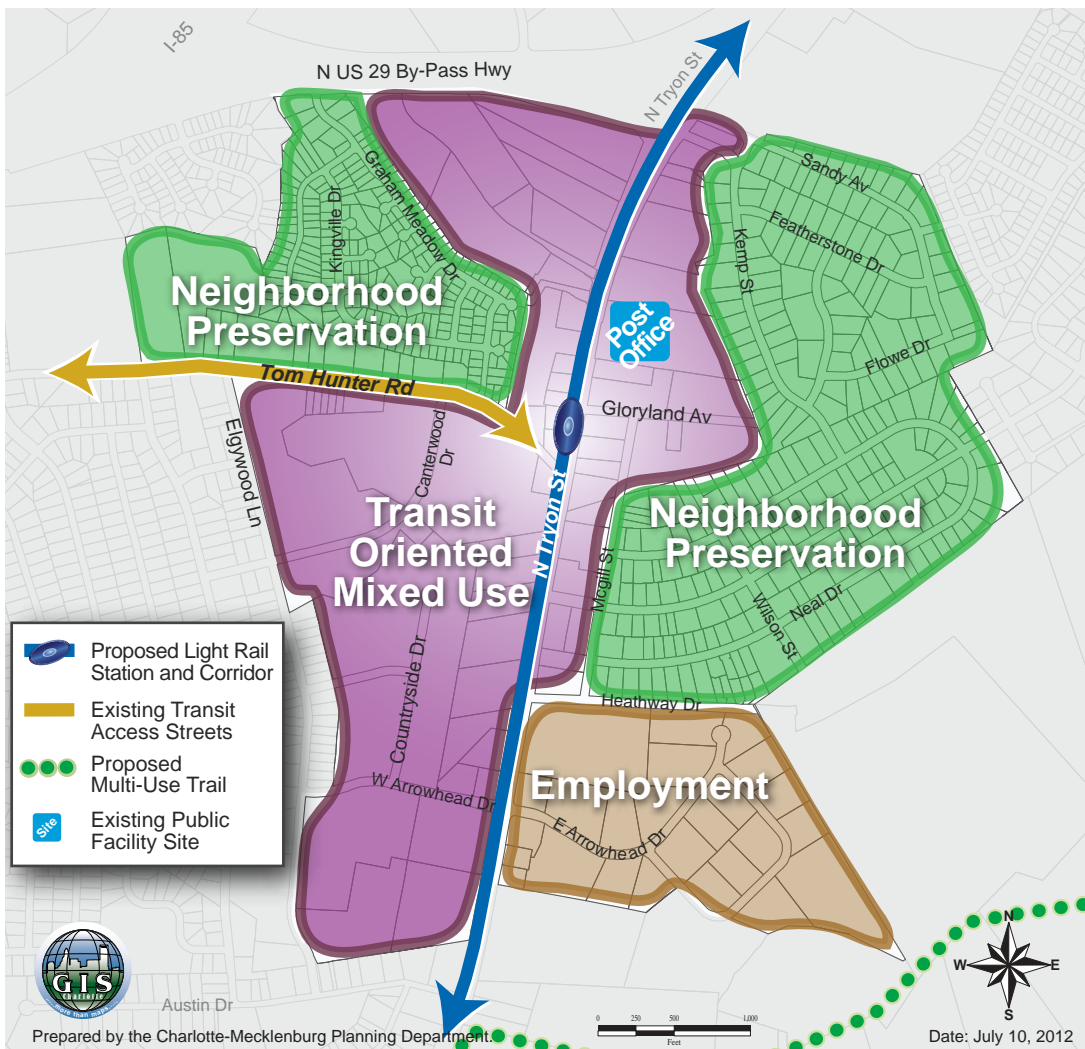 I-85
N US 29 By-Pass Hwy
N Tryon St
Sandy Av
Graham Meadow Dr
Kingville Dr
Featherstone Dr
Kemp St
Neighborhood
Preservation
Post
Office
Flowe Dr
Tom Hunter Rd
Gloryland Av
Canterwood
Dr
Elgywood Ln
N Tryon St
Transit
Oriented
Mixed Use
Neighborhood
Preservation
Mcgill St
Wilson St
Neal Dr
Countryside Dr
Heathway Dr
W Arrowhead Dr
Employment
E Arrowhead Dr
Proposed Light Rail
Station and Corridor
Existing Transit
Access Streets
Proposed
Multi-Use Trail
Site
Existing Public
Facility Site
GIS
Charlotte
...more than maps...
Austin Dr
N
W
E
S
0 250 500 1,000
Feet
Prepared by the Charlotte-Mecklenburg Planning Department.
Date: July 10, 2012